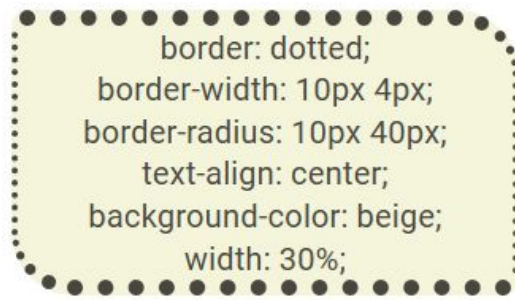 border: dotted;
border-width: 10px 4px;
border-radius: 10px 40px;
text-align: center;
background-color: beige;
width: 30%;